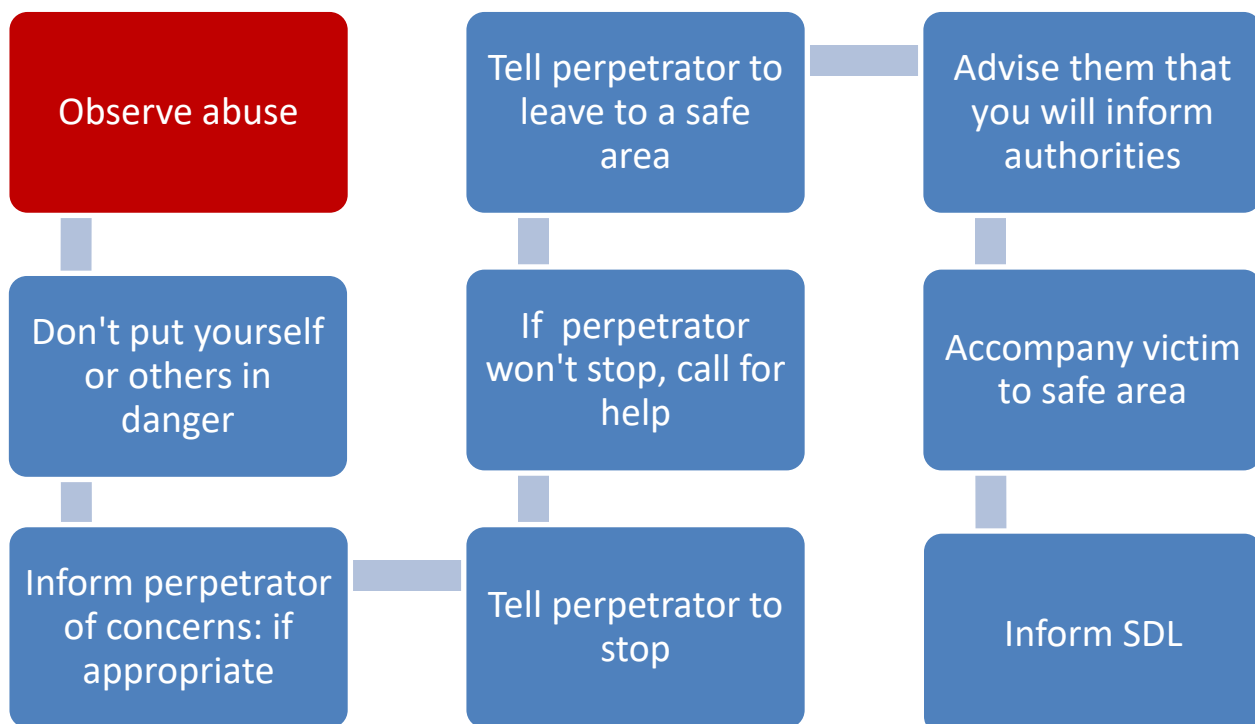 Observe abuse
Don't put yourself
or others in
danger
Inform perpetrator
of concerns: if
appropriate
Tell perpetrator to
stop
If  perpetrator
won't stop, call for
help
Tell perpetrator to
leave to a safe
area
Advise them that
you will inform
authorities
Accompany victim
to safe area
Inform SDL